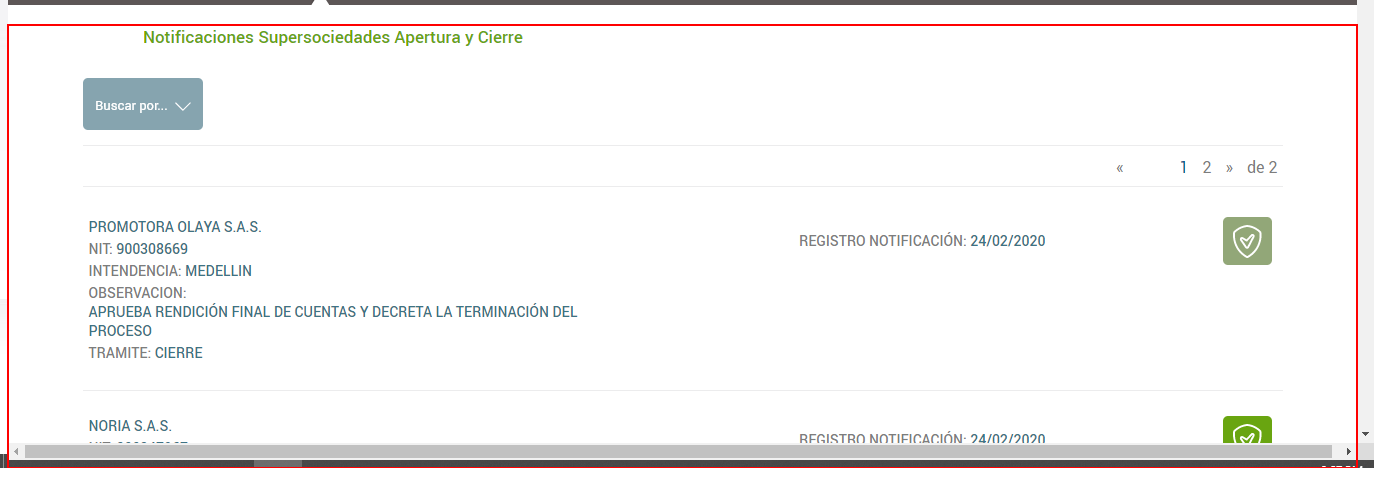 Notificaciones Supersociedades Apertura y Cierre
Buscar por...
« 1 2 » de 2
PROMOTORA OLAYA S.A.S.
NIT: 900308669
REGISTRO NOTIFICACIÓN: 24/02/2020
INTENDENCIA: MEDELLIN
OBSERVACION:
APRUEBA RENDICIÓN FINAL DE CUENTAS Y DECRETA LA TERMINACIÓN DEL
PROCESO
TRAMITE: CIERRE
NORIA S.A.S.
REGISTRO NOTIFICACIÓN: 24/02/2020